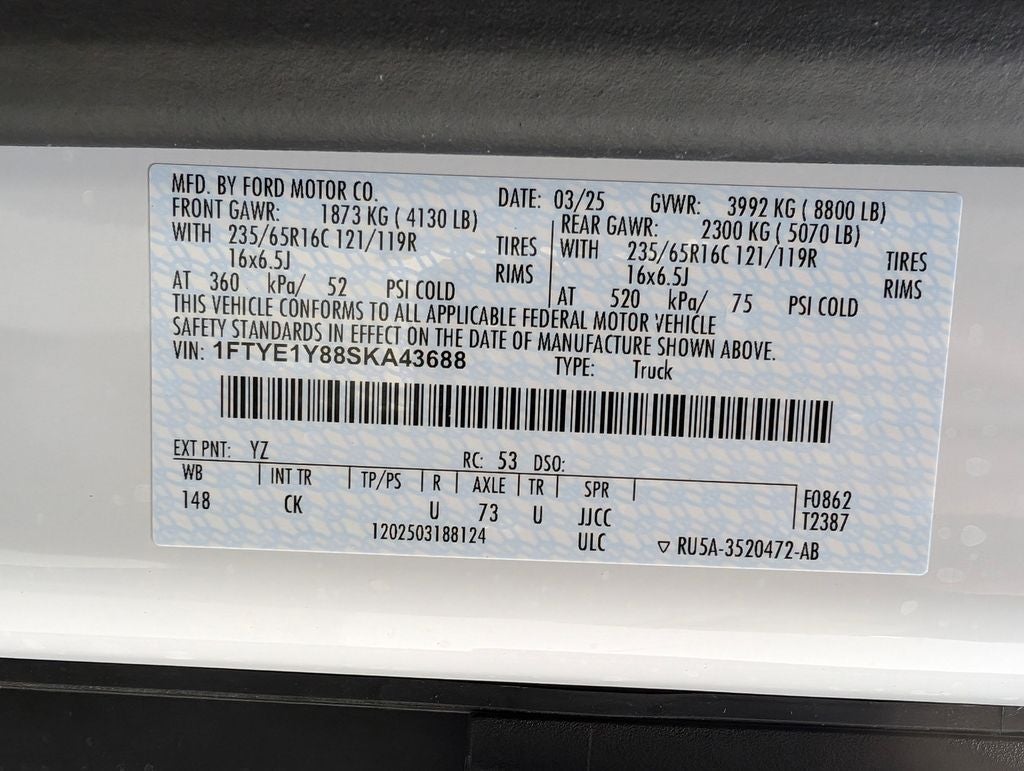 MFD. BY FORD MOTOR CO. DATE: 03/25 GVWR: 3992 KG ( 8800 LB)
FRONT GAWR: 1873 KG ( 4130 LB)
WITH 235/65R16C 121/119R TIRES
16x6.5J RIMS
AT 360 kPa/ 52 PSI COLD
REAR GAWR: 2300 KG ( 5070 LB)
WITH 235/65R16C 121/119R TIRES
16x6.5J RIMS
AT 520 kPa/ 75 PSI COLD
THIS VEHICLE CONFORMS TO ALL APPLICABLE FEDERAL MOTOR VEHICLE
SAFETY STANDARDS IN EFFECT ON THE DATE OF MANUFACTURE SHOWN ABOVE.
VIN: 1FTYE1Y88SKA43688 TYPE: Truck
EXT PNT: YZ RC: 53 DSO:
WB INT TR TP/PS R AXLE TR SPR F0862
148 CK U 73 U JJCC T2387
1202503188124 ULC ▽ RU5A-3520472-AB